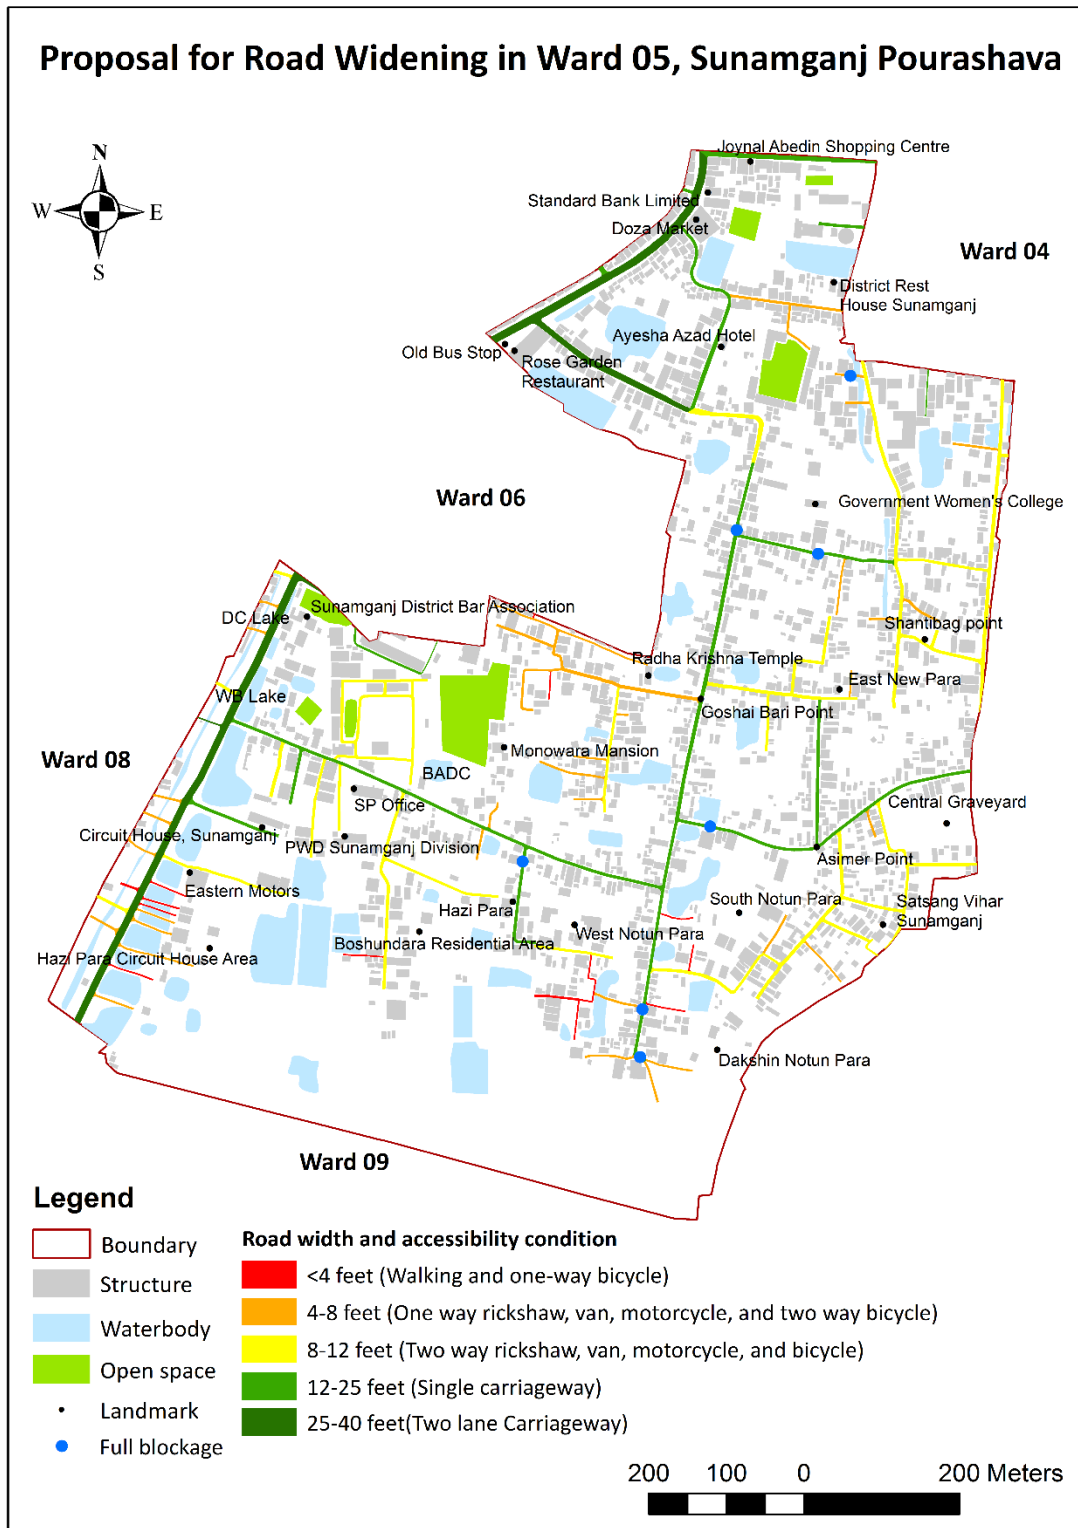 Proposal for Road Widening in Ward 05, Sunamganj Pourashava
N
W
E
S
Joynal Abedin Shopping Centre
Standard Bank Limited
Doza Market
Ward 04
District Rest
House Sunamganj
Ayesha Azad Hotel
Old Bus Stop
Rose Garden
Restaurant
Ward 06
Government Women's College
Sunamganj District Bar Association
DC Lake
Shantibag point
Radha Krishna Temple
East New Para
WB Lake
Goshai Bari Point
Ward 08
Monowara Mansion
BADC
SP Office
Central Graveyard
Circuit House, Sunamganj
PWD Sunamganj Division
Asimer Point
Eastern Motors
Hazi Para
South Notun Para
Satsang Vihar
Sunamganj
West Notun Para
Boshundara Residential Area
Hazi Para Circuit House Area
Dakshin Notun Para
Ward 09
Legend
Boundary
Structure
Waterbody
Open space
Landmark
Full blockage
Road width and accessibility condition
<4 feet (Walking and one-way bicycle)
4-8 feet (One way rickshaw, van, motorcycle, and two way bicycle)
8-12 feet (Two way rickshaw, van, motorcycle, and bicycle)
12-25 feet (Single carriageway)
25-40 feet(Two lane Carriageway)
200 100 0 200 Meters